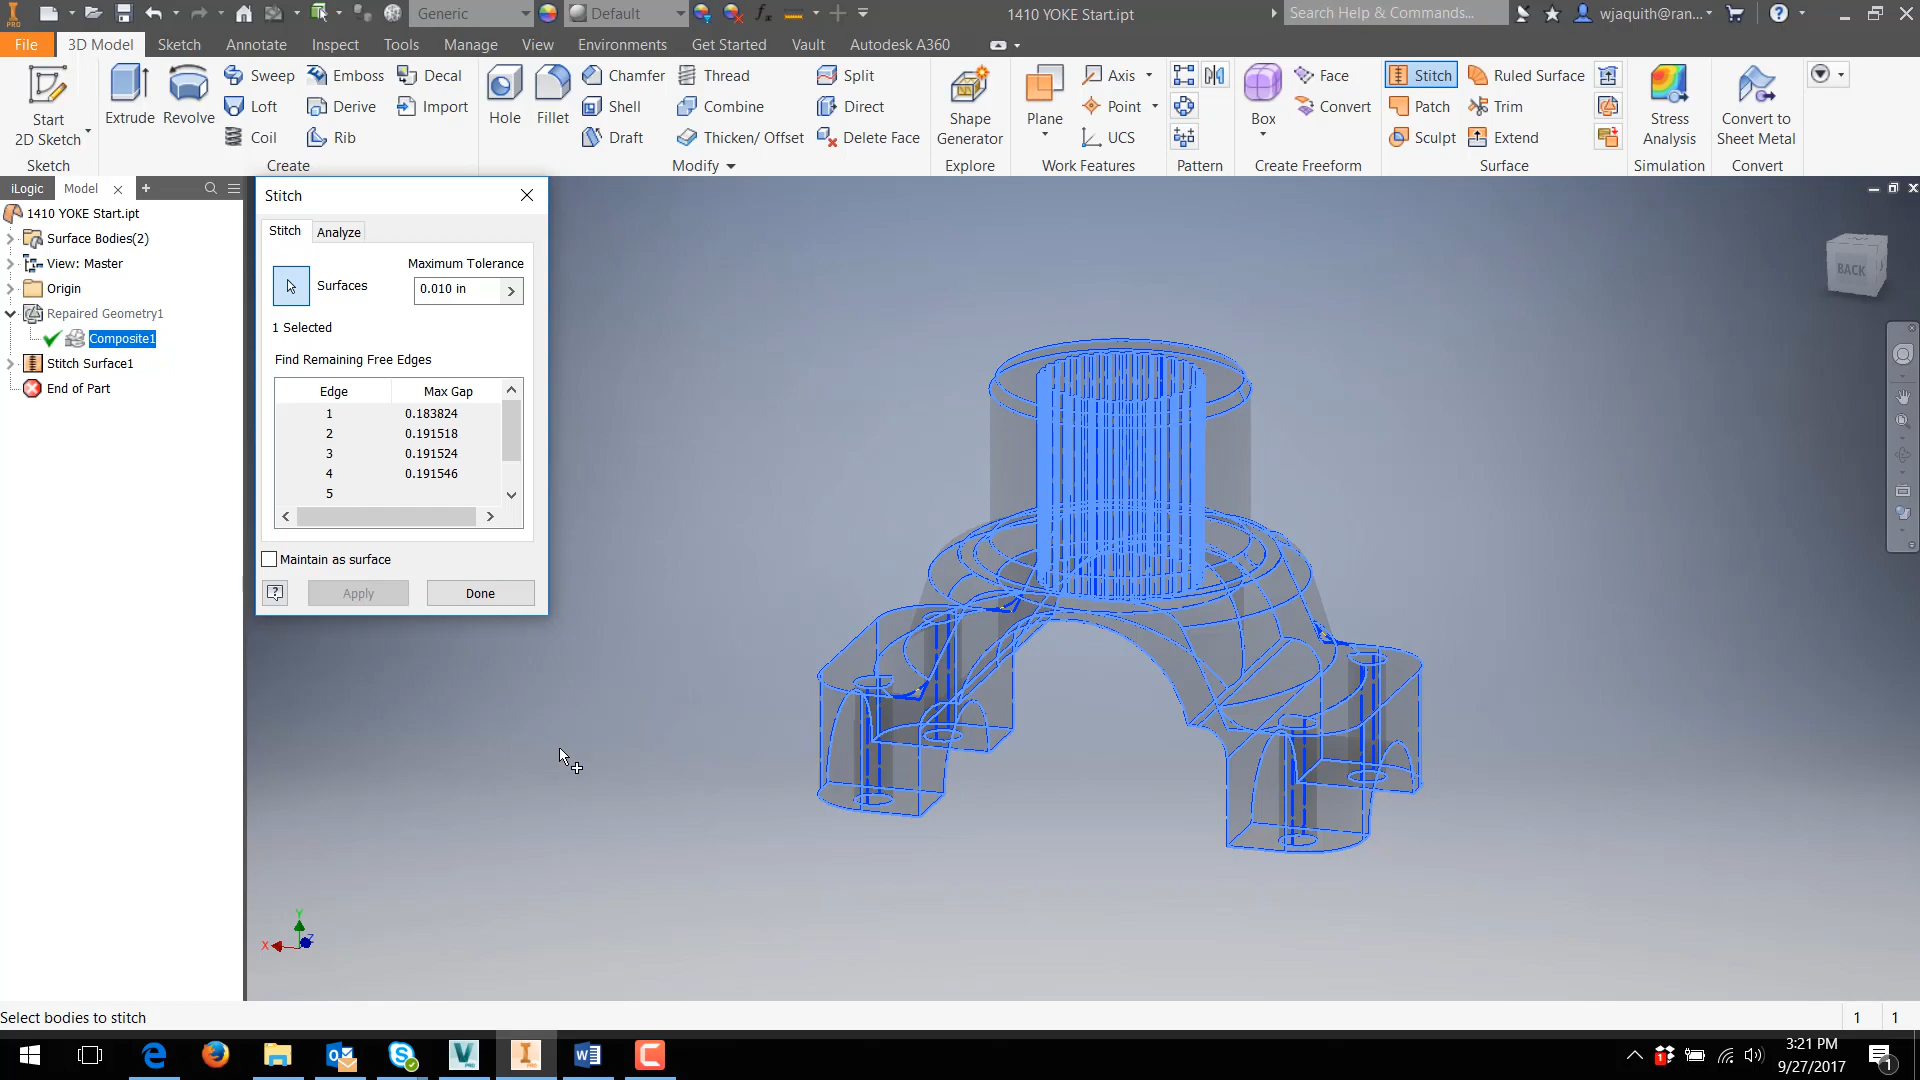 PRO
Generic
Default
fx
1410 YOKE Start.ipt
Search Help & Commands...
wjaquith@ran...
File
3D Model
Sketch
Annotate
Inspect
Tools
Manage
View
Environments
Get Started
Vault
Autodesk A360
Start
2D Sketch
Sketch
Extrude
Revolve
Sweep
Loft
Coil
Emboss
Derive
Rib
Decal
Import
Create
Hole
Fillet
Chamfer
Shell
Draft
Thread
Combine
Thicken/ Offset
Split
Direct
Delete Face
Modify
Shape
Generator
Explore
Plane
Axis
Point
UCS
Work Features
Pattern
Box
Face
Convert
Create Freeform
Stitch
Patch
Sculpt
Ruled Surface
Trim
Extend
Surface
Stress
Analysis
Simulation
Convert to
Sheet Metal
Convert
iLogic
Model
1410 YOKE Start.ipt
Surface Bodies(2)
View: Master
Origin
Repaired Geometry1
Composite1
Stitch Surface1
End of Part
Stitch
Stitch
Analyze
Surfaces
Maximum Tolerance
0.010 in
1 Selected
Find Remaining Free Edges
Edge Max Gap
1 0.183824
2 0.191518
3 0.191524
4 0.191546
5
Maintain as surface
?
Apply
Done
BACK
Y
X
Z
Select bodies to stitch
1 1
3:21 PM
9/27/2017
1